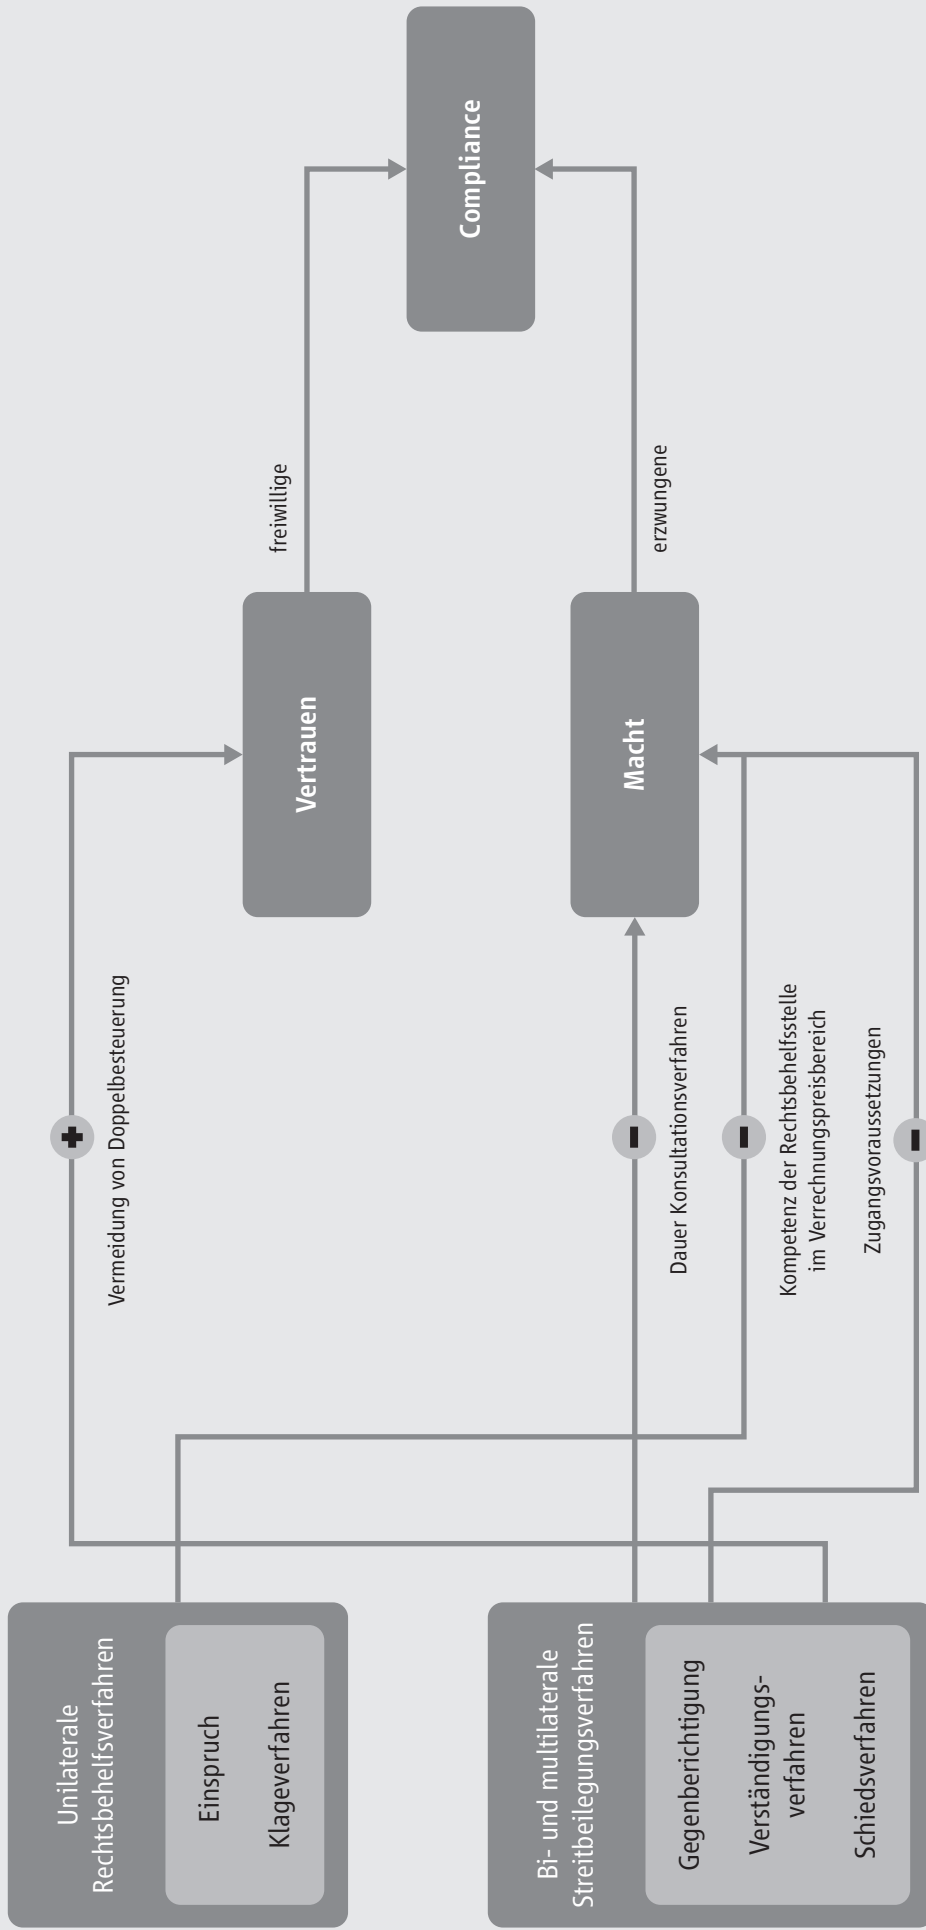 Unilaterale
Rechtsbehelfsverfahren
Einspruch
Klageverfahren
Bi- und multilaterale
Streitbeilegungsverfahren
Gegenberichtigung
Verständigungs-
verfahren
Schiedsverfahren
+
Vermeidung von Doppelbesteuerung
-
Dauer Konsultationsverfahren
-
Kompetenz der Rechtsbehelfsstelle
im Verrechnungspreisbereich
Zugangsvoraussetzungen
-
Vertrauen
Macht
freiwillige
erzwungene
Compliance